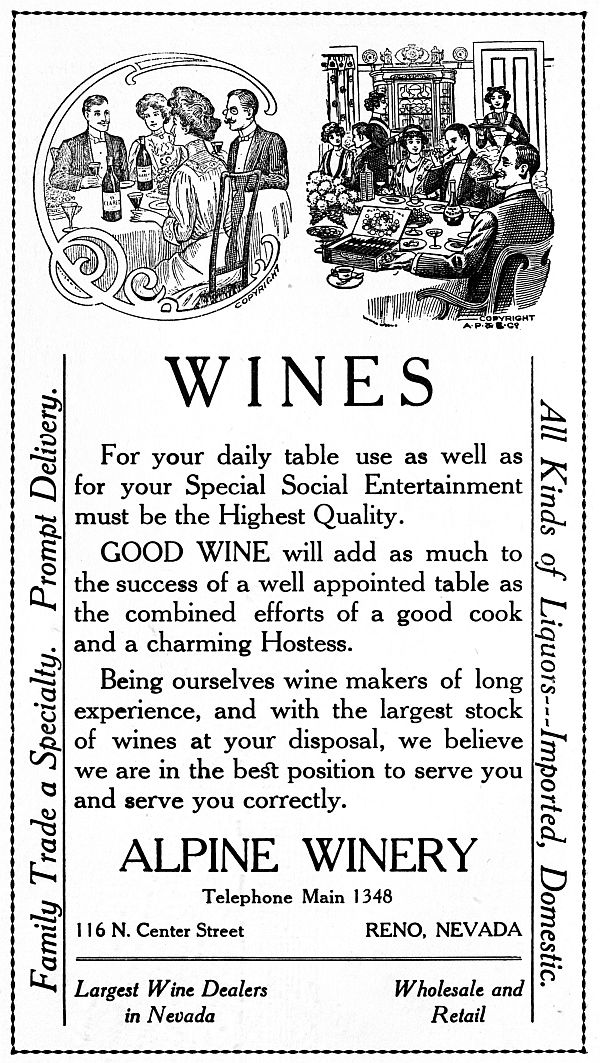 COPYRIGHT
COPYRIGHT
A.P.& E.Co.
WINES
For your daily table use as well as
for your Special Social Entertainment
must be the Highest Quality.
GOOD WINE will add as much to
the success of a well appointed table as
the combined efforts of a good cook
and a charming Hostess.
Being ourselves wine makers of long
experience, and with the largest stock
of wines at your disposal, we believe
we are in the best position to serve you
and serve you correctly.
ALPINE WINERY
Telephone Main 1348
116 N. Center Street RENO, NEVADA
Largest Wine Dealers
in Nevada
Wholesale and
Retail
Family Trade a Specialty. Prompt Delivery.
All Kinds of Liquors---Imported, Domestic.